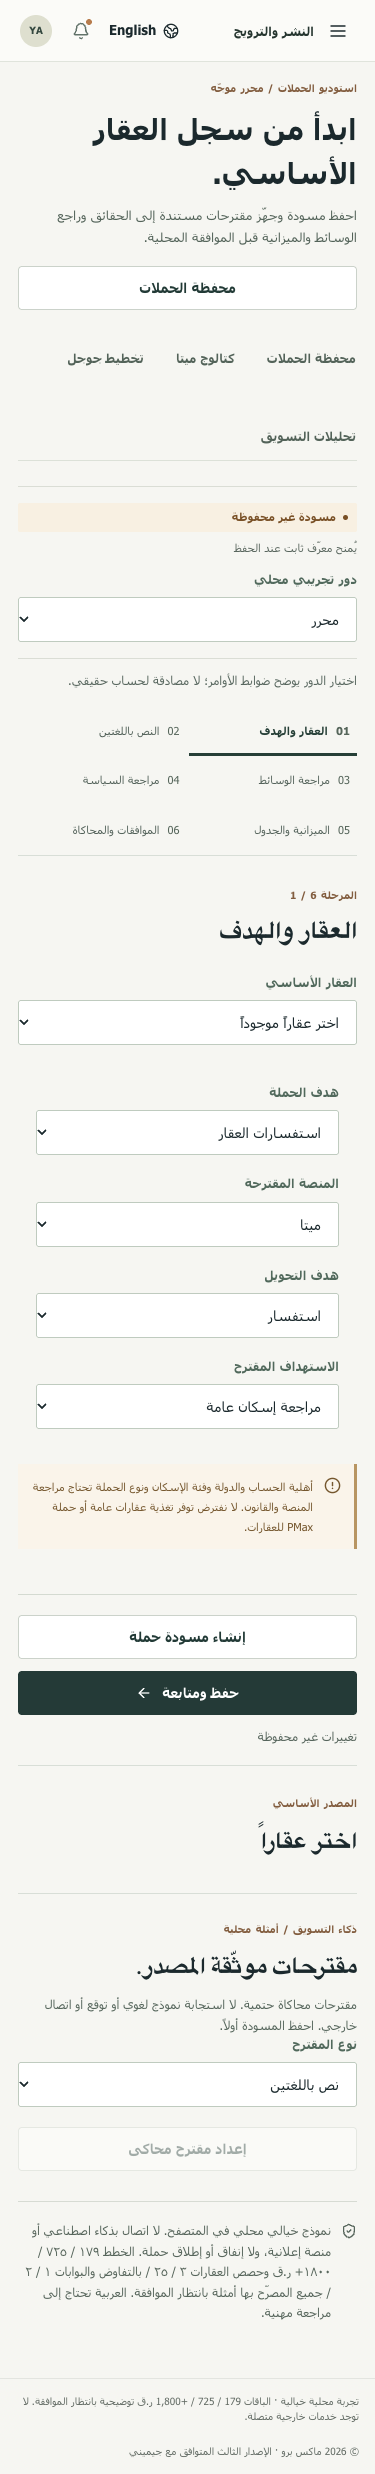 النشر والترويج
English
YA
استوديو الحملات / محرر موجّه
ابدأ من سجل العقار
الأساسي.
احفظ مسودة وجهّز مقترحات مستندة إلى الحقائق وراجع
الوسائط والميزانية قبل الموافقة المحلية.
محفظة الحملات
محفظة الحملات
كتالوج ميتا
تخطيط جوجل
تحليلات التسويق
مسودة غير محفوظة
يُمنح معرّف ثابت عند الحفظ
دور تجريبي محلي
محرر
اختيار الدور يوضح ضوابط الأوامر؛ لا مصادقة لحساب حقيقي.
01 العقار والهدف
02 النص باللغتين
03 مراجعة الوسائط
04 مراجعة السياسة
05 الميزانية والجدول
06 الموافقات والمحاكاة
المرحلة 6 / 1
العقار والهدف
العقار الأساسي
اختر عقاراً موجوداً
هدف الحملة
استفسارات العقار
المنصة المقترحة
ميتا
هدف التحويل
استفسار
الاستهداف المقترح
مراجعة إسكان عامة
أهلية الحساب والدولة وفئة الإسكان ونوع الحملة تحتاج مراجعة
المنصة والقانون. لا نفترض توفر تغذية عقارات عامة أو حملة
PMax للعقارات.
إنشاء مسودة حملة
حفظ ومتابعة
تغييرات غير محفوظة
المصدر الأساسي
اختر عقاراً
ذكاء التسويق / أمثلة محلية
مقترحات موثّقة المصدر.
مقترحات محاكاة حتمية. لا استجابة نموذج لغوي أو توقع أو اتصال
خارجي. احفظ المسودة أولاً.
نوع المقترح
نص باللغتين
إعداد مقترح محاكى
نموذج خيالي محلي في المتصفح. لا اتصال بذكاء اصطناعي أو
منصة إعلانية، ولا إنفاق أو إطلاق حملة. الخطط ١٧٩ / ٧٢٥ /
١٨٠٠+ ر.ق وحصص العقارات ٣ / ٢٥ / بالتفاوض والبوابات ١ / ٢
/ جميع المصرّح بها أمثلة بانتظار الموافقة. العربية تحتاج إلى
مراجعة مهنية.
تجربة محلية خيالية · الباقات 179 / 725 / +1,800 ر.ق توضيحية بانتظار الموافقة. لا
توجد خدمات خارجية متصلة.
© 2026 ماكس برو · الإصدار الثالث المتوافق مع جيميني